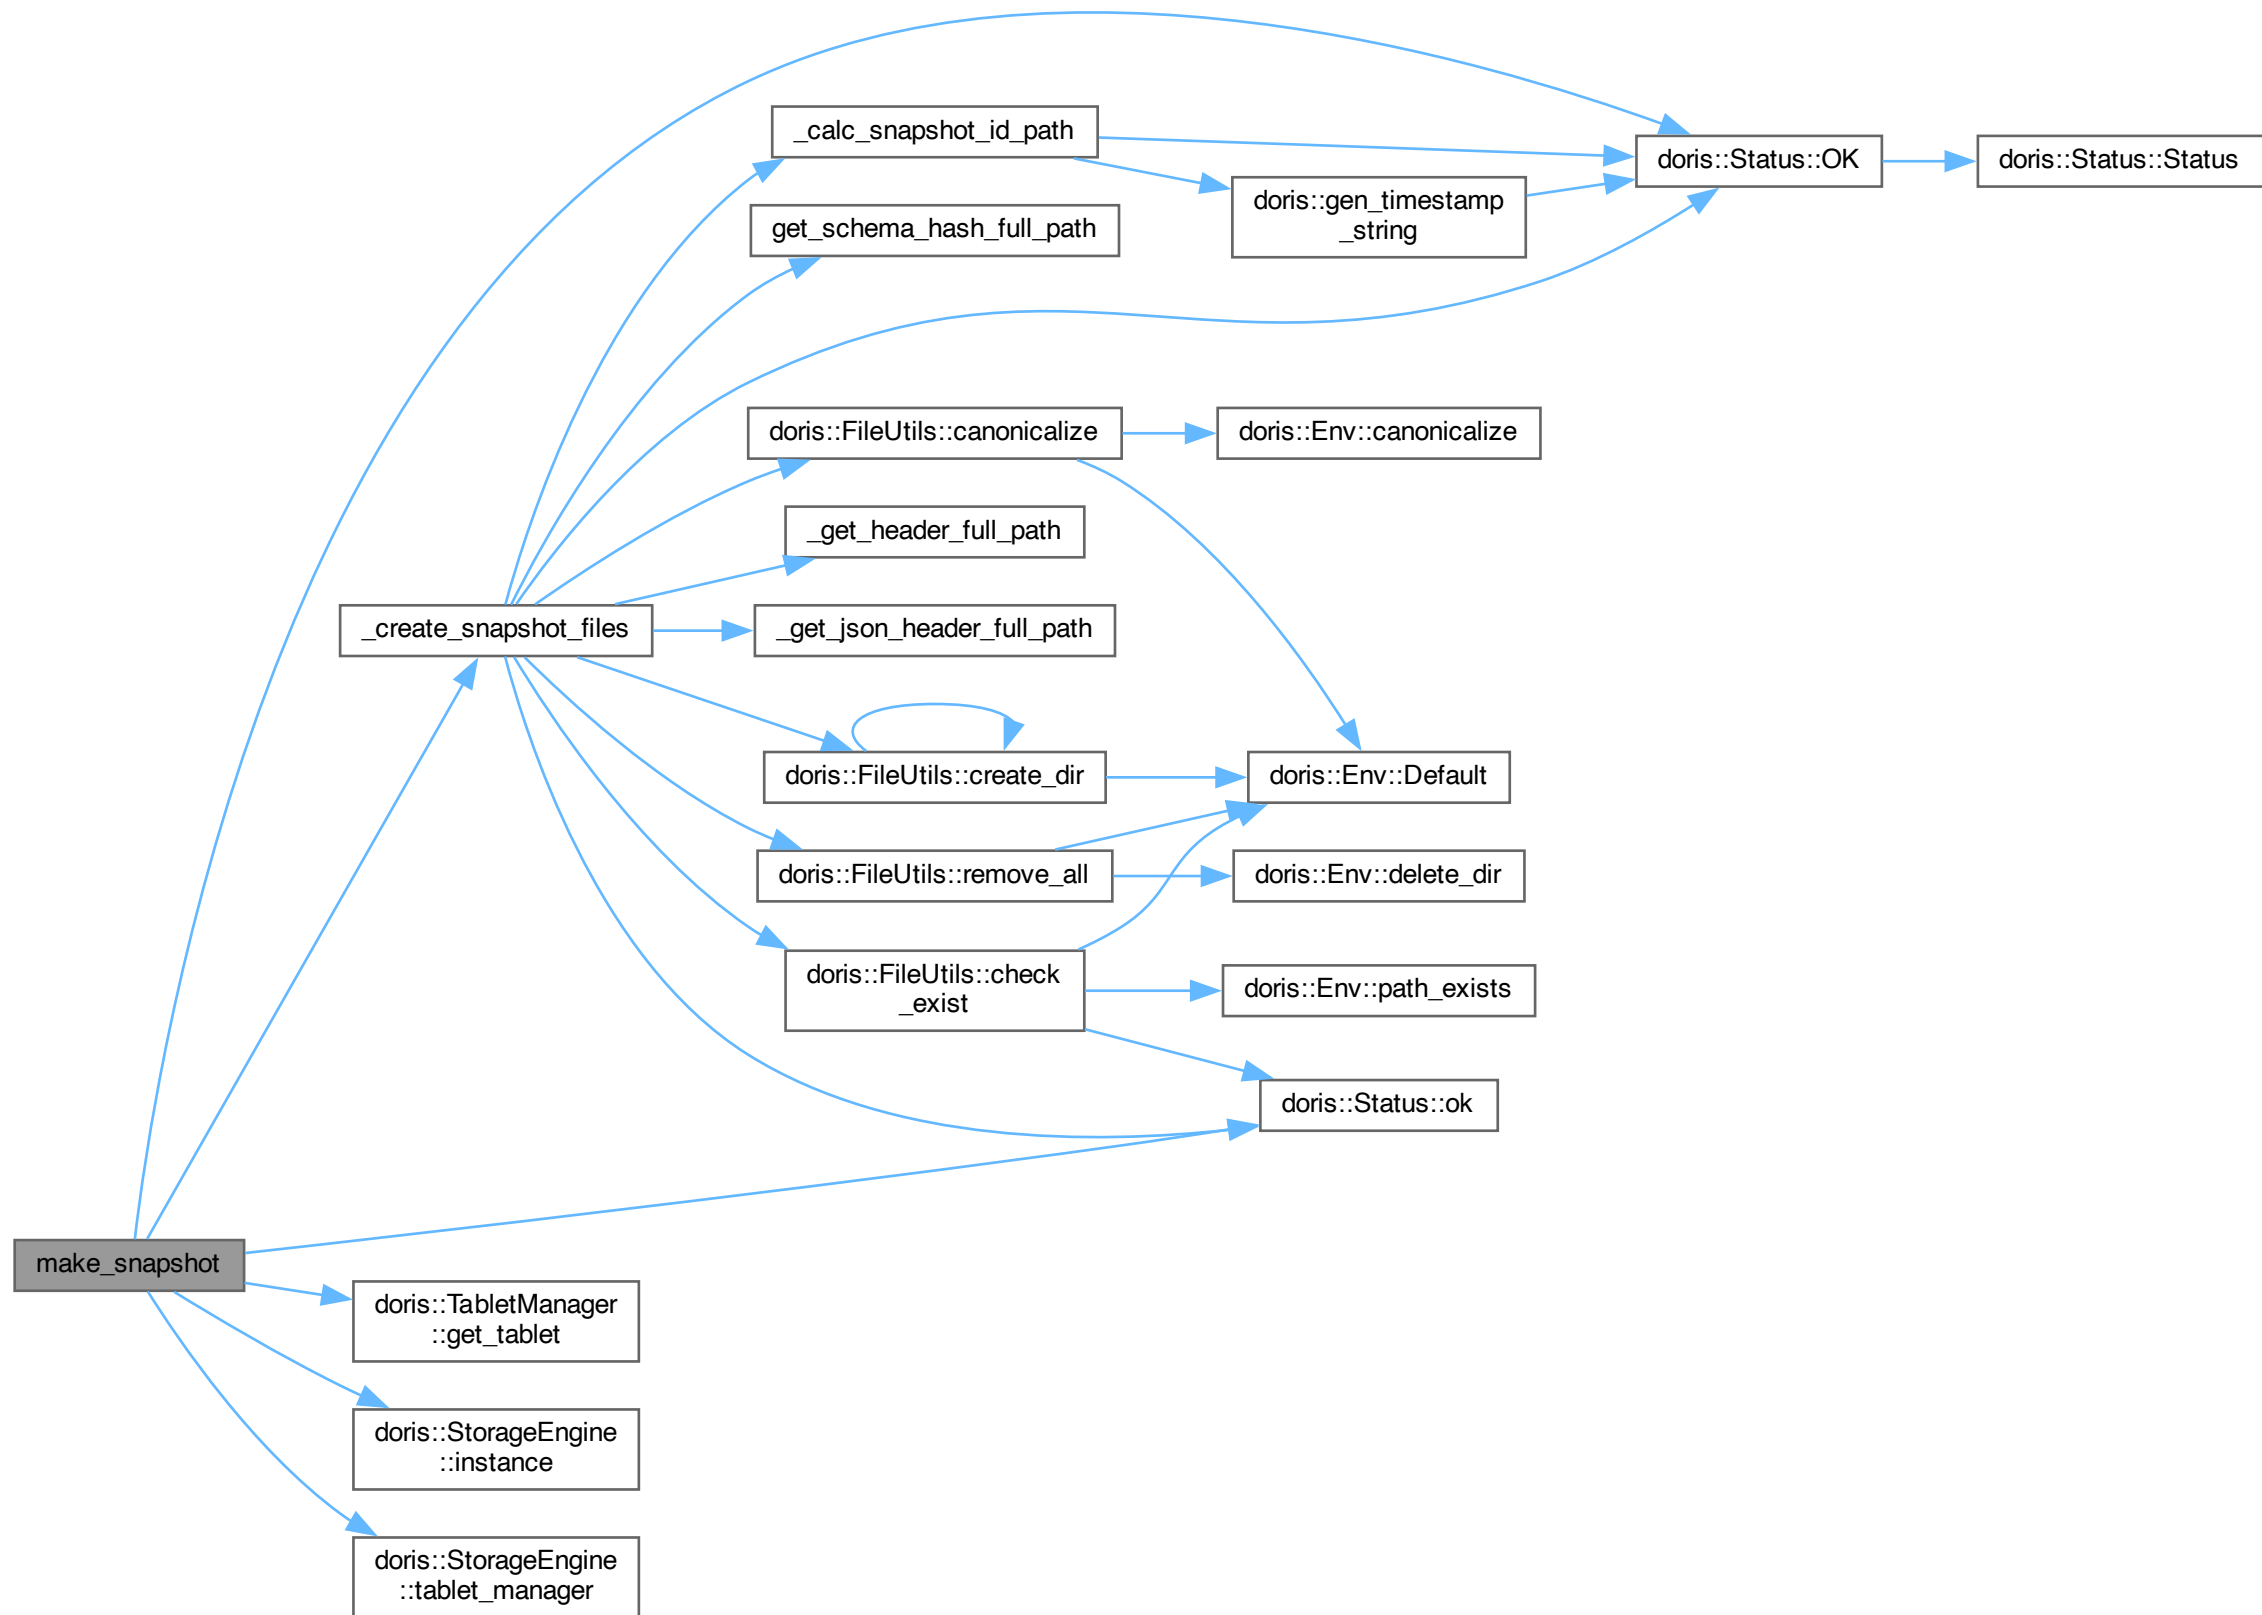 _calc_snapshot_id_path
doris::Status::OK
doris::Status::Status
doris::gen_timestamp
_string
get_schema_hash_full_path
doris::FileUtils::canonicalize
doris::Env::canonicalize
_get_header_full_path
_create_snapshot_files
_get_json_header_full_path
doris::FileUtils::create_dir
doris::Env::Default
doris::FileUtils::remove_all
doris::Env::delete_dir
doris::FileUtils::check
_exist
doris::Env::path_exists
doris::Status::ok
make_snapshot
doris::TabletManager
::get_tablet
doris::StorageEngine
::instance
doris::StorageEngine
::tablet_manager